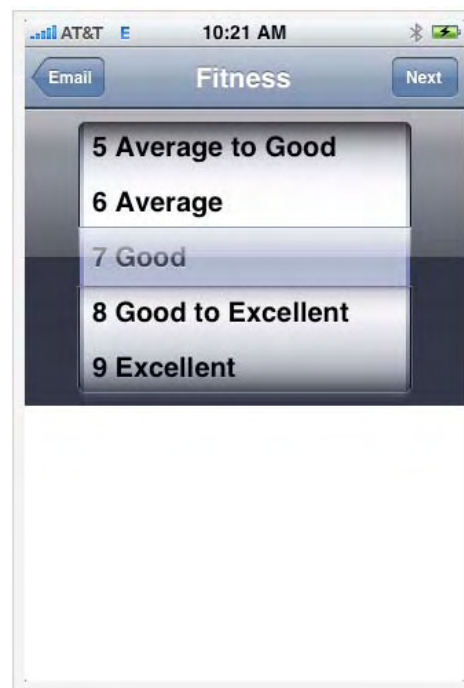 AT&T E 10:21 AM
Email Fitness Next
5 Average to Good
6 Average
7 Good
8 Good to Excellent
9 Excellent